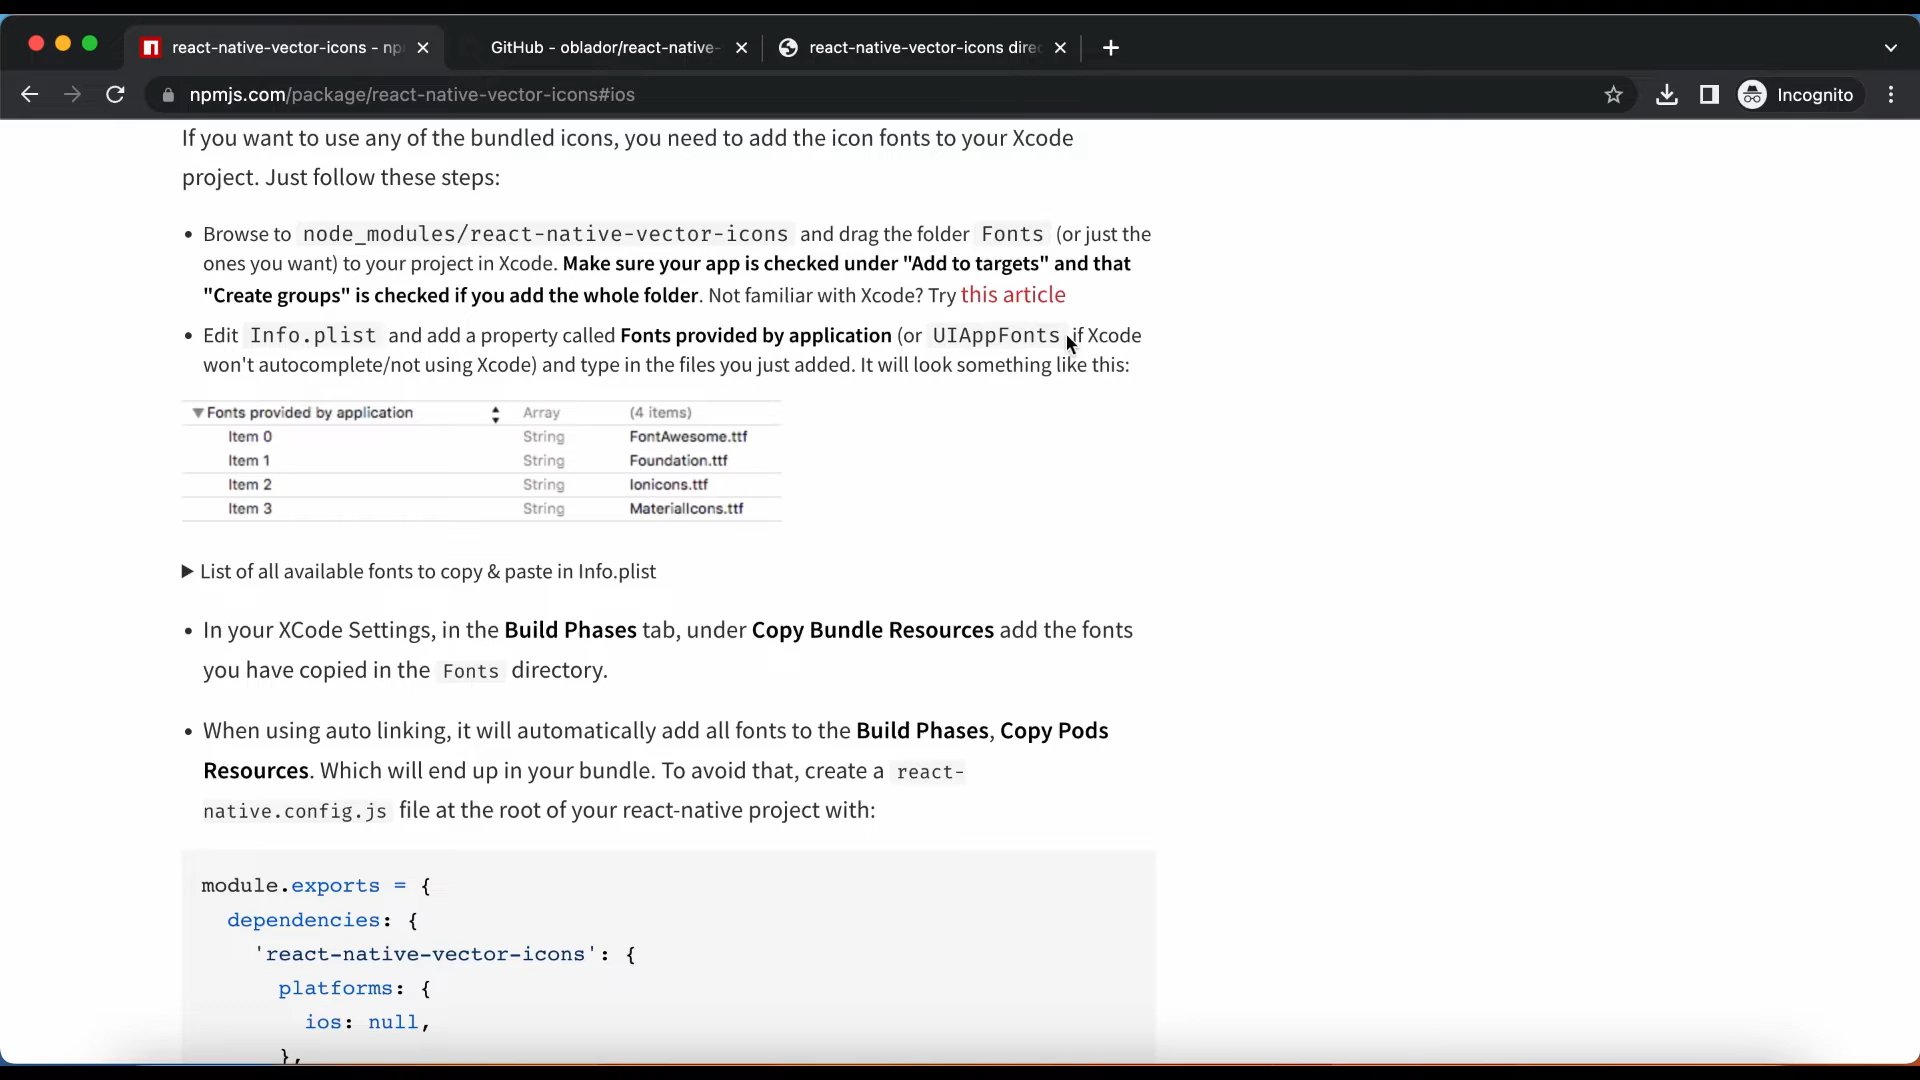 react-native-vector-icons - np
GitHub - oblador/react-native-
react-native-vector-icons dire
npmjs.com/package/react-native-vector-icons#ios
Incognito
If you want to use any of the bundled icons, you need to add the icon fonts to your Xcode
project. Just follow these steps:
• Browse to node_modules/react-native-vector-icons and drag the folder Fonts (or just the
ones you want) to your project in Xcode. Make sure your app is checked under "Add to targets" and that
"Create groups" is checked if you add the whole folder. Not familiar with Xcode? Try this article
• Edit Info.plist and add a property called Fonts provided by application (or UIAppFonts if Xcode
won't autocomplete/not using Xcode) and type in the files you just added. It will look something like this:
Fonts provided by application Array (4 items)
Item 0 String FontAwesome.ttf
Item 1 String Foundation.ttf
Item 2 String Ionicons.ttf
Item 3 String MaterialIcons.ttf
▶ List of all available fonts to copy & paste in Info.plist
• In your XCode Settings, in the Build Phases tab, under Copy Bundle Resources add the fonts
you have copied in the Fonts directory.
• When using auto linking, it will automatically add all fonts to the Build Phases, Copy Pods
Resources. Which will end up in your bundle. To avoid that, create a react-
native.config.js file at the root of your react-native project with:
module.exports = {
dependencies: {
'react-native-vector-icons': {
platforms: {
ios: null,
},